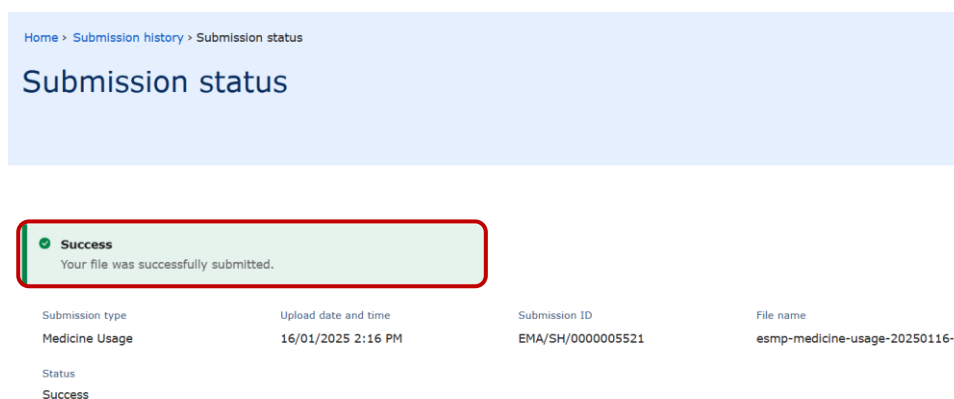 Home › Submission history › Submission status
Submission status
Success
Your file was successfully submitted.
Submission type Upload date and time Submission ID File name
Medicine Usage 16/01/2025 2:16 PM EMA/SH/0000005521 esmp-medicine-usage-20250116-
Status
Success